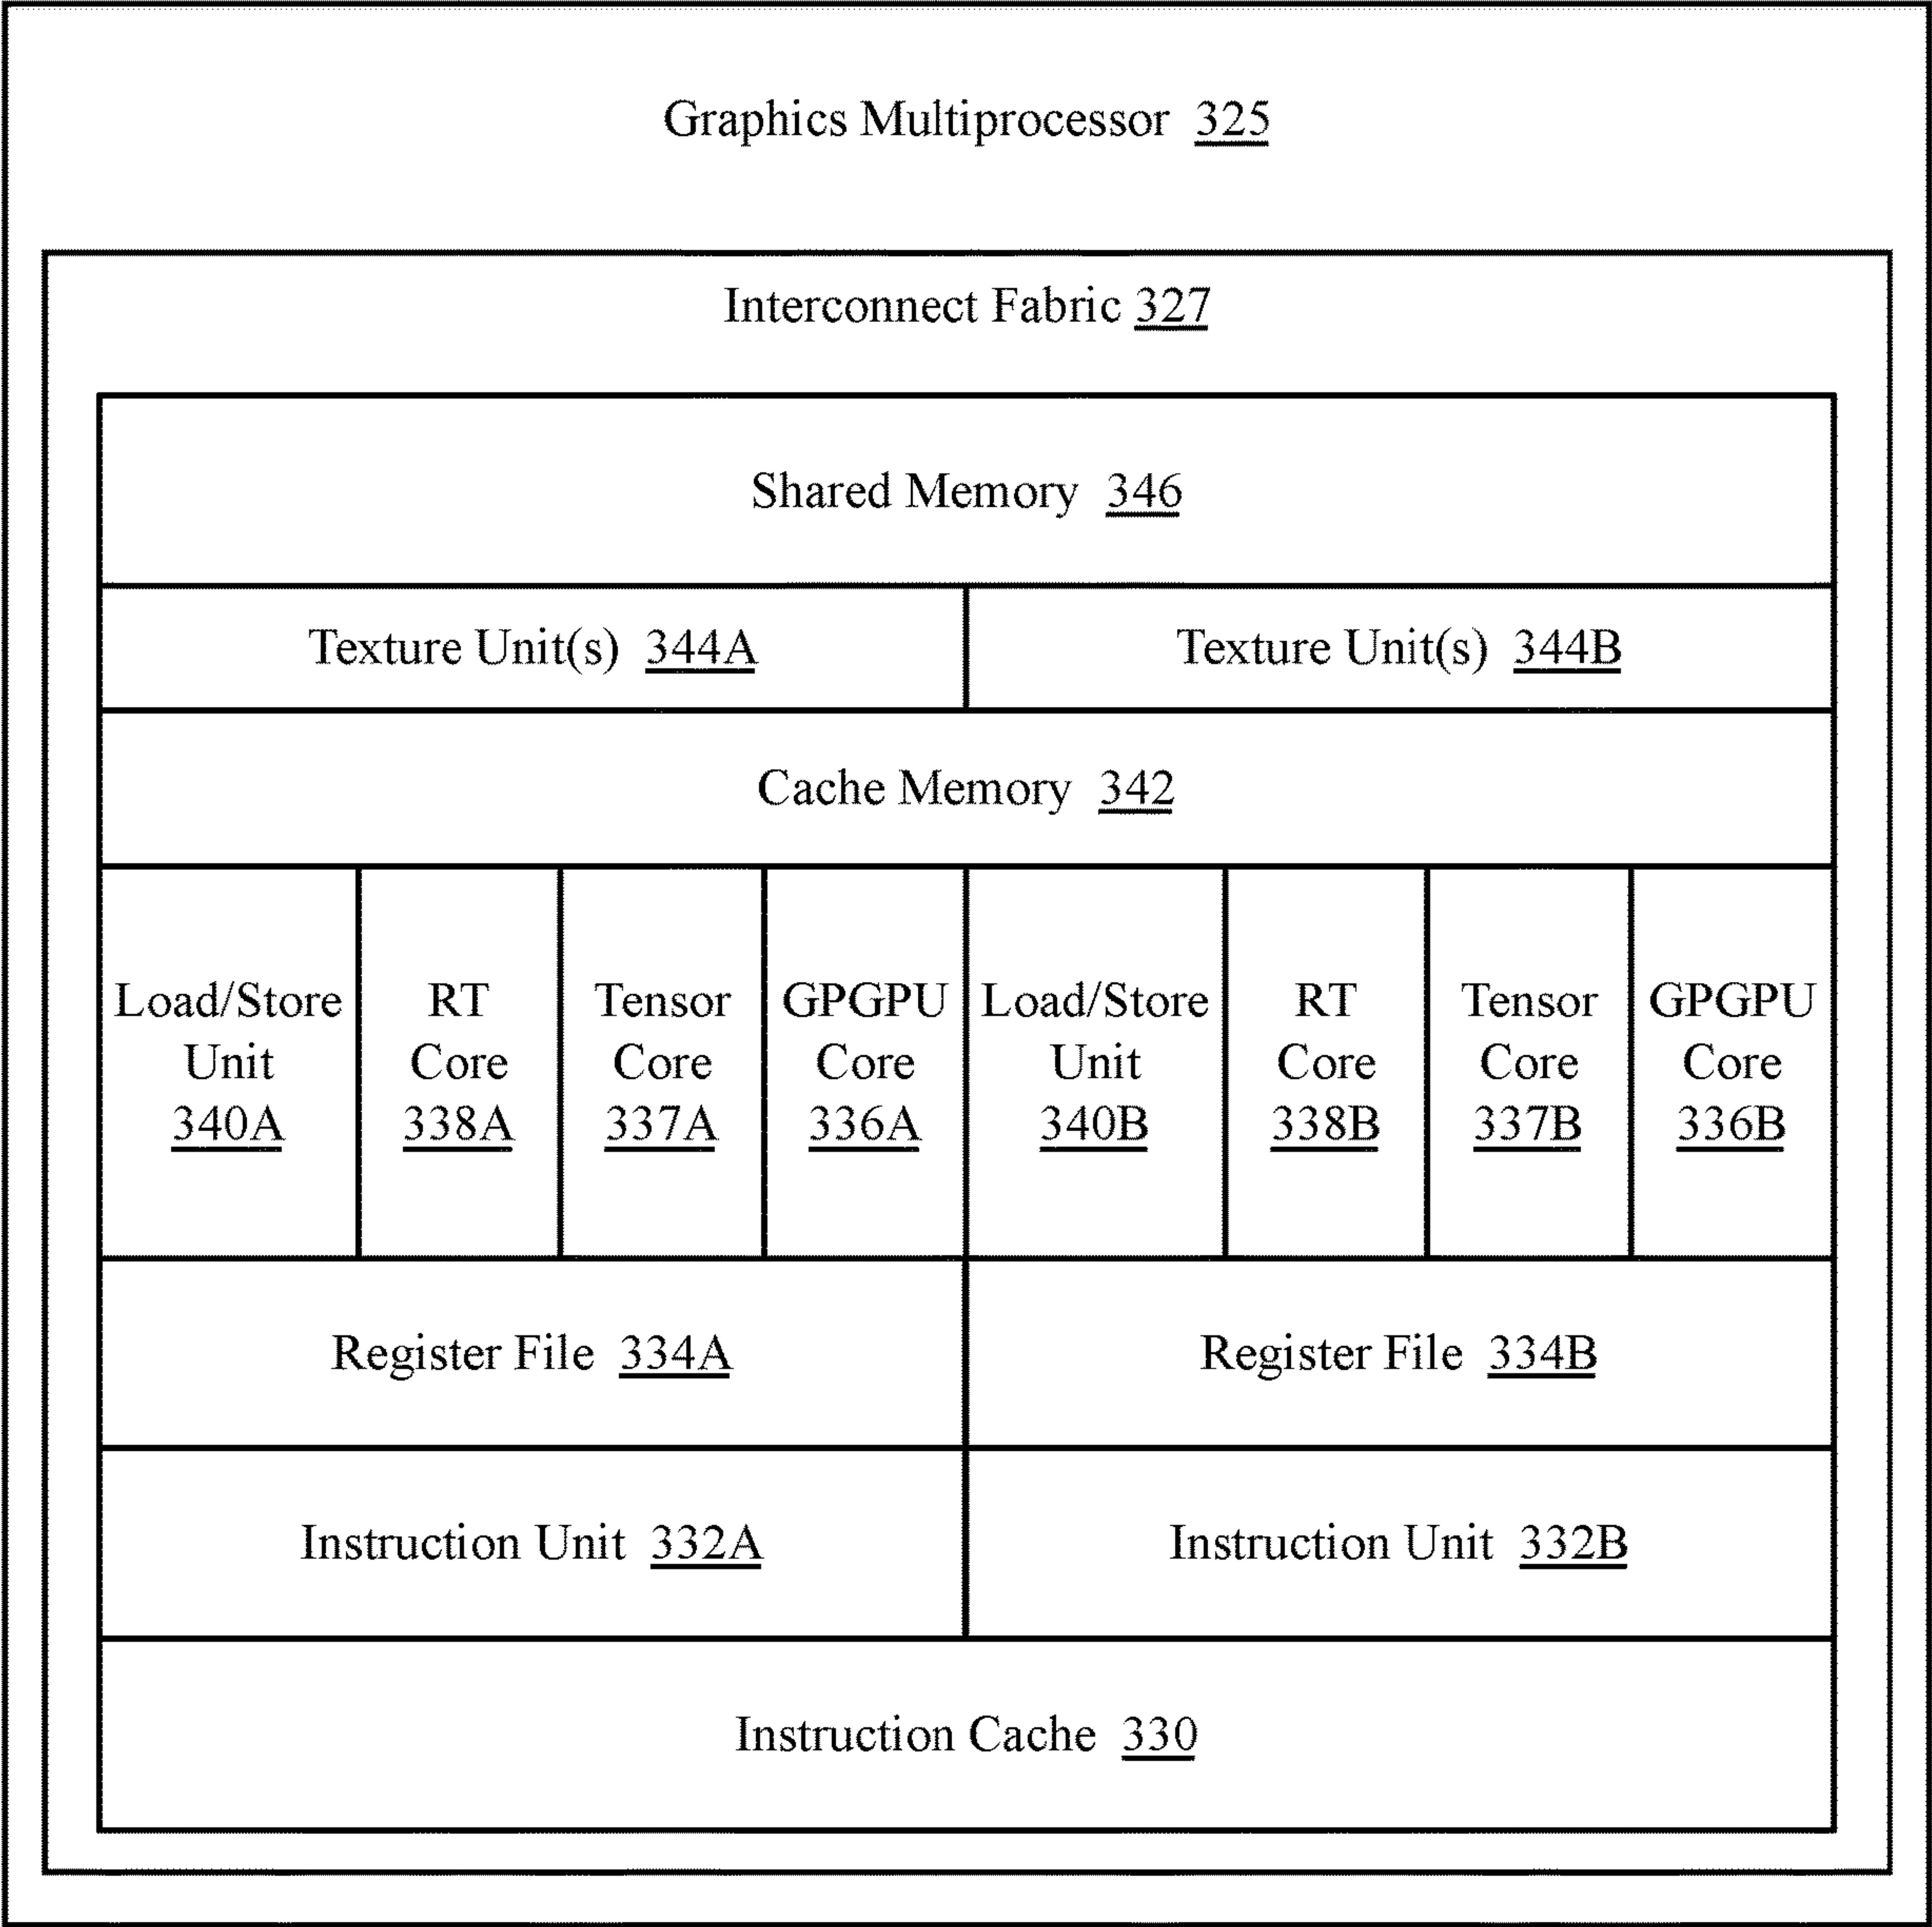 Graphics Multiprocessor 325
Interconnect Fabric 327
Shared Memory 346
Texture Unit(s) 344A
Texture Unit(s) 344B
Cache Memory 342
Load/Store
Unit
340A
RT
Core
338A
Tensor
Core
337A
GPGPU
Core
336A
Load/Store
Unit
340B
RT
Core
338B
Tensor
Core
337B
GPGPU
Core
336B
Register File 334A
Register File 334B
Instruction Unit 332A
Instruction Unit 332B
Instruction Cache 330